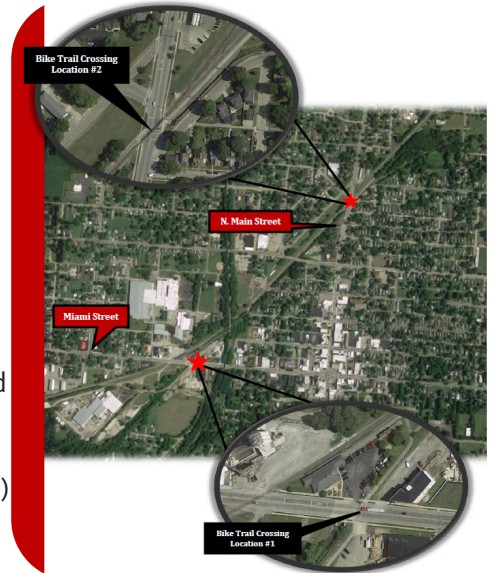 Bike Trail Crossing
Location #2
N. Main Street
Miami Street
d
)
Bike Trail Crossing
Location #1